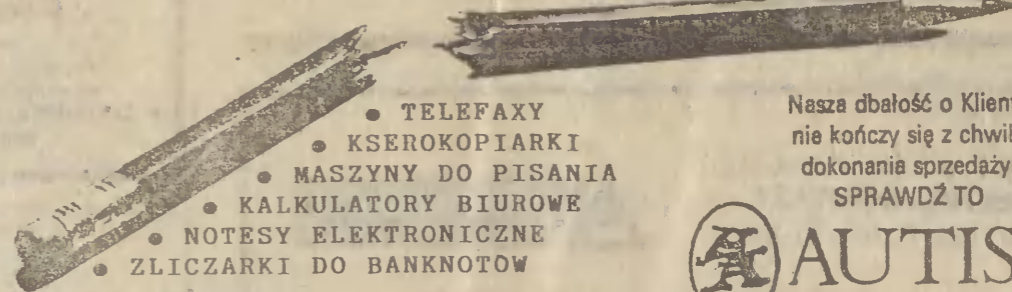 • TELEFAXY
• KSEROKOPIARKI
• MASZYNY DO PISANIA
• KALKULATORY BIUROWE
• NOTESY ELEKTRONICZNE
• ZLICZARKI DO BANKNOTÓW
Nasza dbałość o Klient
nie kończy się z chwil
dokonania sprzedaży
SPRAWDŹ TO
AUTIS